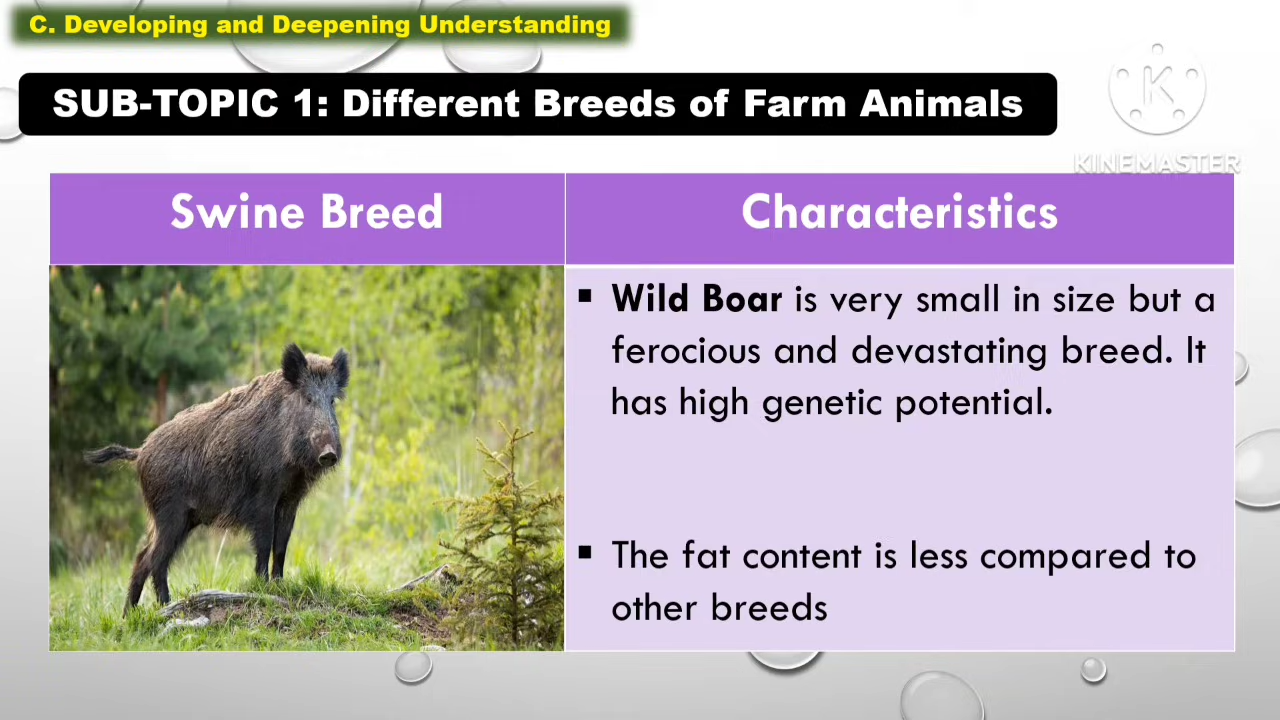 C. Developing and Deepening Understanding
SUB-TOPIC 1: Different Breeds of Farm Animals
K
KINEMASTER
Swine Breed
Characteristics
▪ Wild Boar is very small in size but a
ferocious and devastating breed. It
has high genetic potential.
▪ The fat content is less compared to
other breeds